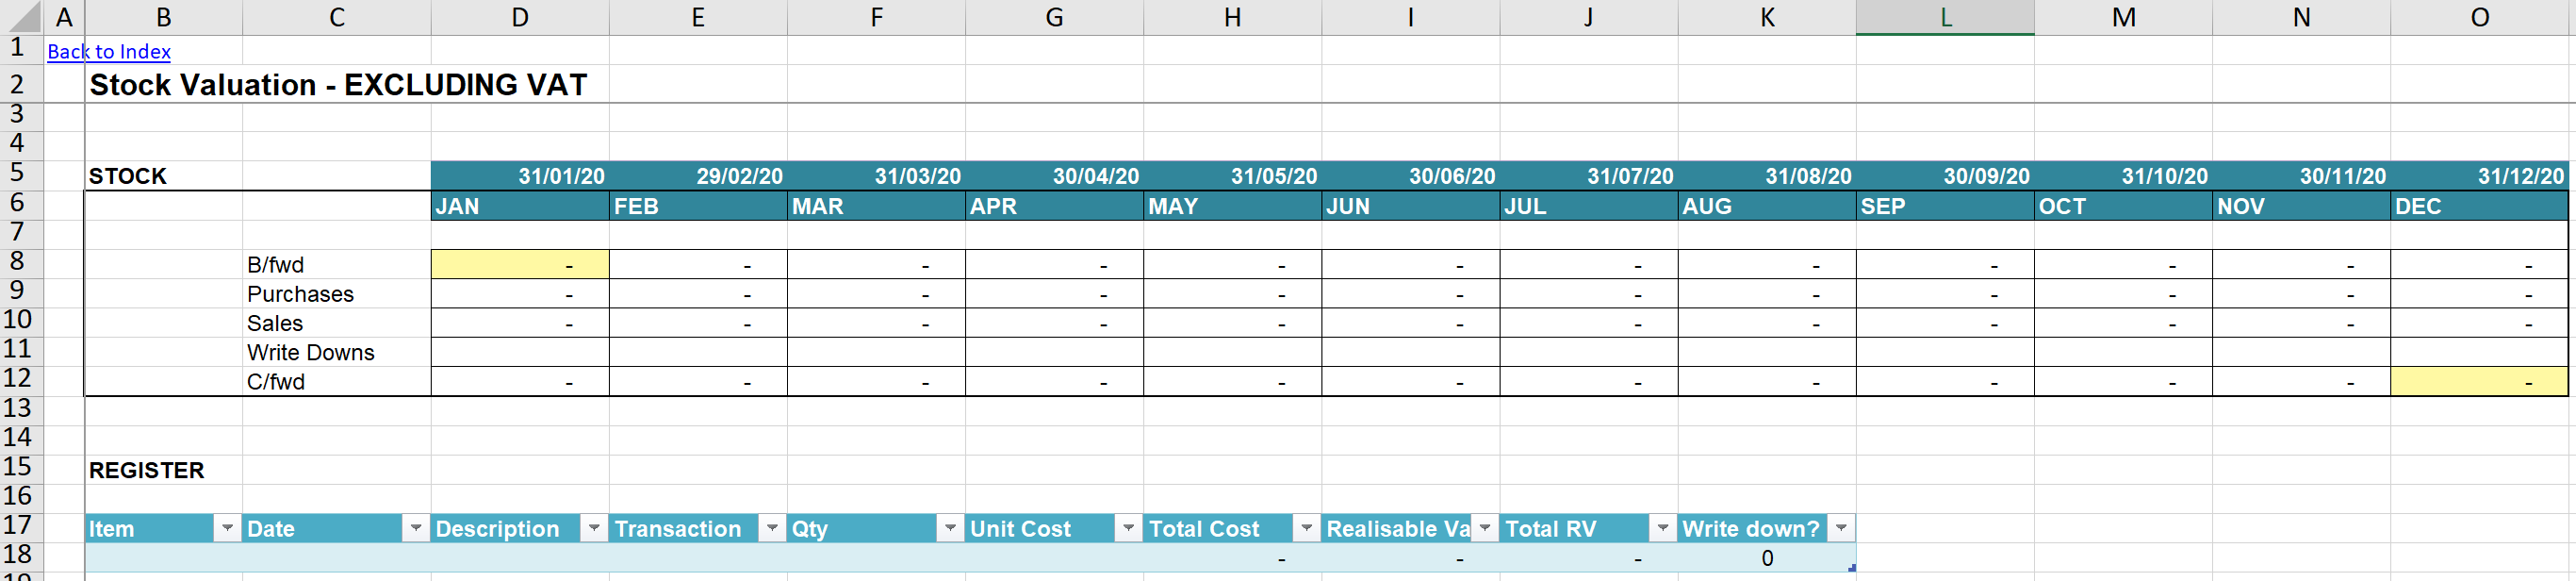 A B C D E F G H I J K L M N O
1 Back to Index
2 Stock Valuation - EXCLUDING VAT
3
4
5 STOCK 31/01/20 29/02/20 31/03/20 30/04/20 31/05/20 30/06/20 31/07/20 31/08/20 30/09/20 31/10/20 30/11/20 31/12/20
6 JAN FEB MAR APR MAY JUN JUL AUG SEP OCT NOV DEC
7
8 B/fwd - - - - - - - - - - - -
9 Purchases - - - - - - - - - - - -
10 Sales - - - - - - - - - - - -
11 Write Downs
12 C/fwd - - - - - - - - - - - -
13
14
15 REGISTER
16
17 Item Date Description Transaction Qty Unit Cost Total Cost Realisable Va Total RV Write down?
18 - - - 0
19